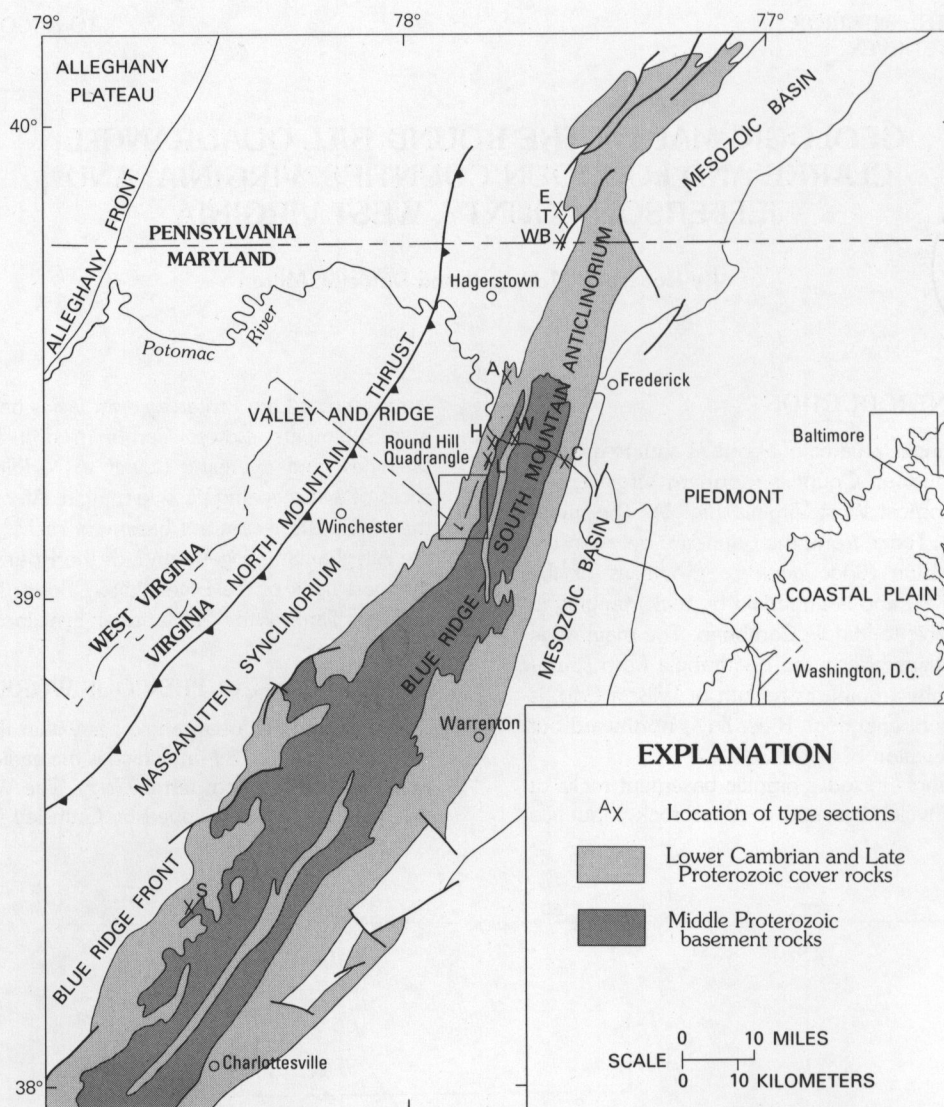 79°
78°
77°
ALLEGHANY
PLATEAU
40°
MESOZOIC BASIN
ALLEGHANY FRONT
E
T
WB
PENNSYLVANIA
MARYLAND
Hagerstown
Potomac River
BLUE RIDGE SOUTH MOUNTAIN ANTICLINORIUM
A
Frederick
NORTH MOUNTAIN THRUST
VALLEY AND RIDGE
H
W
Round Hill
Quadrangle
L
C
Baltimore
PIEDMONT
Winchester
MESOZOIC BASIN
COASTAL PLAIN
39°
WEST VIRGINIA
VIRGINIA
MASSANUTTEN SYNCLINORIUM
Washington, D.C.
Warrenton
EXPLANATION
A X Location of type sections
Lower Cambrian and Late
Proterozoic cover rocks
Middle Proterozoic
basement rocks
S
BLUE RIDGE FRONT
Charlottesville
38°
0 10 MILES
SCALE
0 10 KILOMETERS